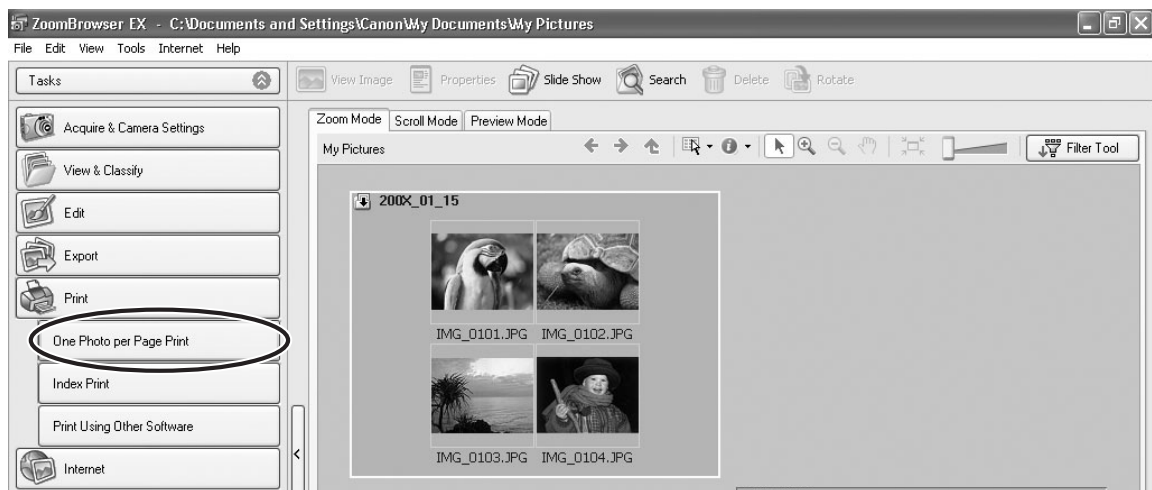 ZoomBrowser EX - C:\Documents and Settings\Canon\My Documents\My Pictures
File Edit View Tools Internet Help
Tasks
View Image Properties Slide Show Search Delete Rotate
Acquire & Camera Settings
View & Classify
Edit
Export
Print
One Photo per Page Print
Index Print
Print Using Other Software
Internet
Zoom Mode Scroll Mode Preview Mode
My Pictures
Filter Tool
200X_01_15
IMG_0101.JPG IMG_0102.JPG
IMG_0103.JPG IMG_0104.JPG